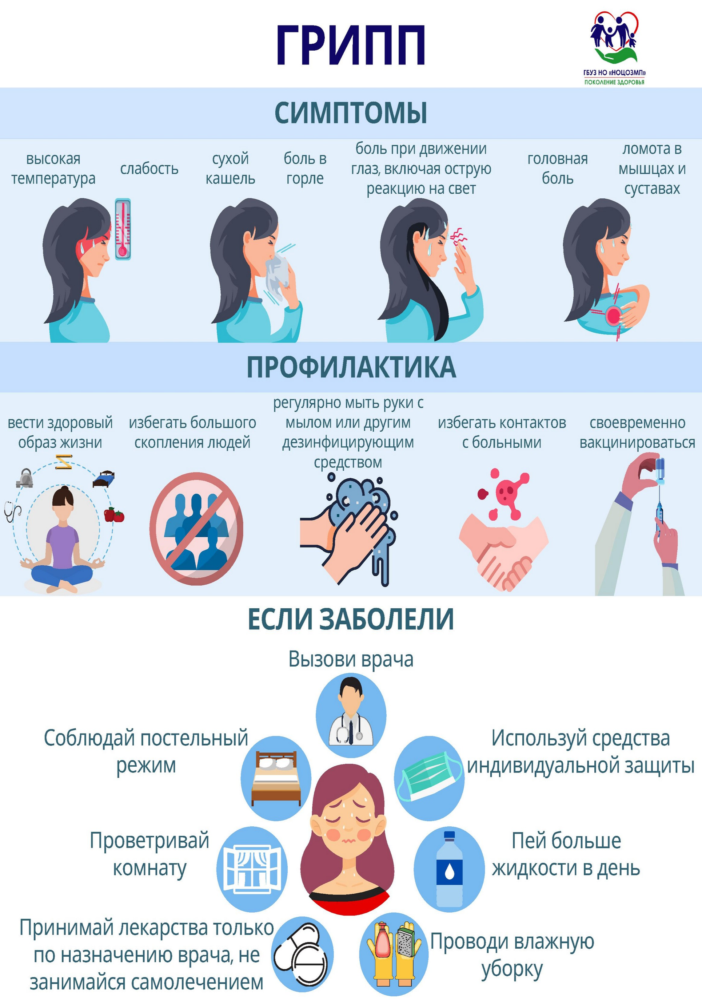 ГРИПП
ГБУЗ НО «НОЦОЗМП»
ПОКОЛЕНИЕ ЗДОРОВЬЯ
СИМПТОМЫ
высокая
температура
слабость
сухой
кашель
боль в
горле
боль при движении
глаз, включая острую
реакцию на свет
головная
боль
ломота в
мышцах и
суставах
ПРОФИЛАКТИКА
вести здоровый
образ жизни
избегать большого
скопления людей
регулярно мыть руки с
мылом или другим
дезинфицирующим
средством
избегать контактов
с больными
своевременно
вакцинироваться
ЕСЛИ ЗАБОЛЕЛИ
Вызови врача
Соблюдай постельный
режим
Используй средства
индивидуальной защиты
Проветривай
комнату
Пей больше
жидкости в день
Принимай лекарства только
по назначению врача, не
занимайся самолечением
Проводи влажную
уборку